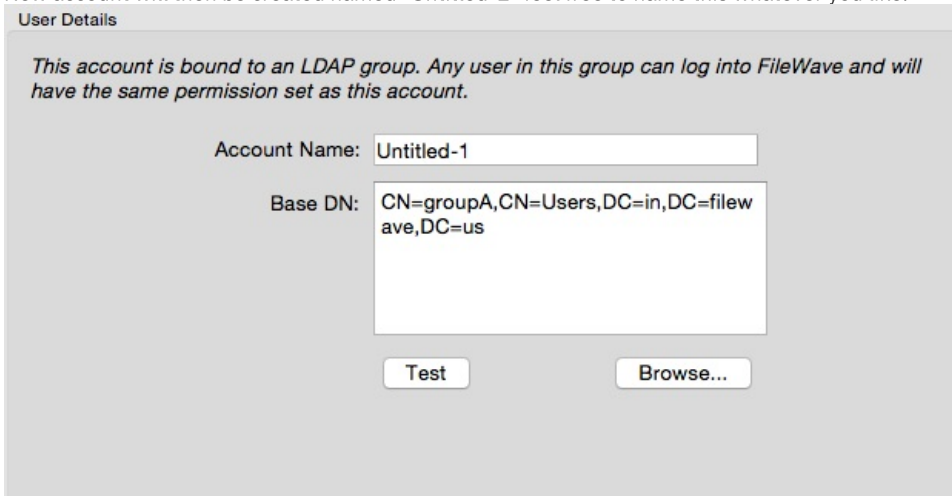 User Details
This account is bound to an LDAP group. Any user in this group can log into FileWave and will
have the same permission set as this account.
Account Name: Untitled-1
Base DN: CN=groupA,CN=Users,DC=in,DC=filew
ave,DC=us
Test Browse...